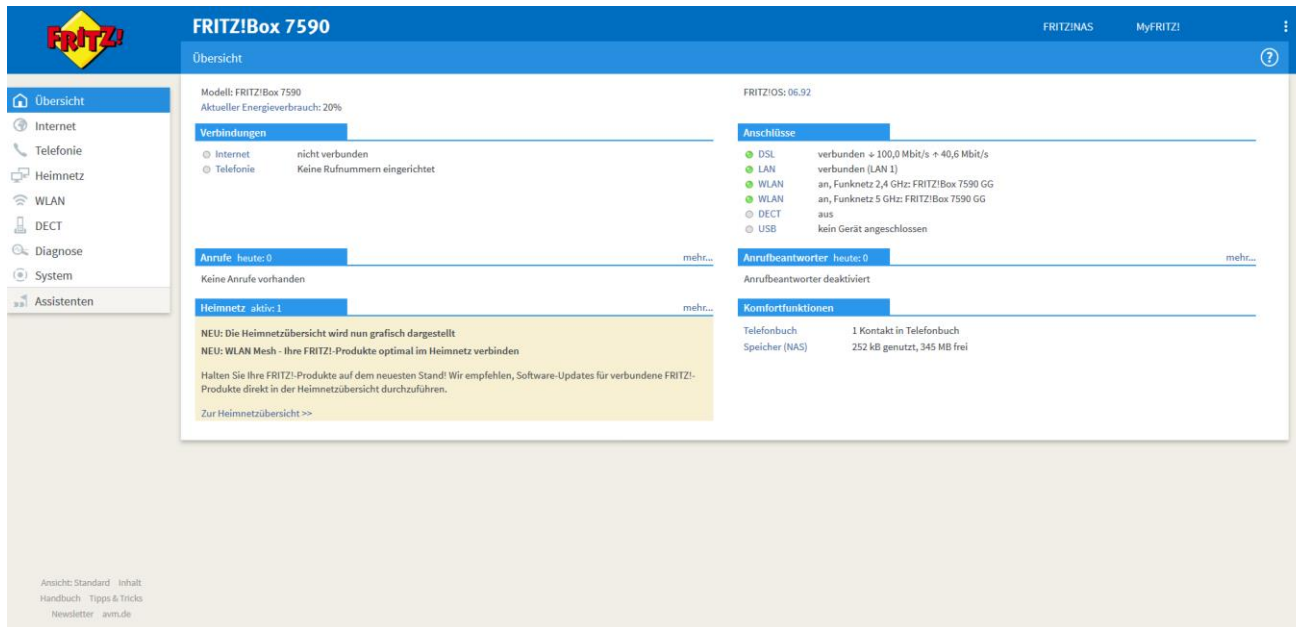 FRITZ!
FRITZ!Box 7590
FRITZ!NAS MyFRITZ!
Übersicht
Übersicht
Internet
Telefonie
Heimnetz
WLAN
DECT
Diagnose
System
Assistenten
Modell: FRITZ!Box 7590
Aktueller Energieverbrauch: 20%
FRITZ!OS: 06.92
Verbindungen
Internet nicht verbunden
Telefonie Keine Rufnummern eingerichtet
Anschlüsse
DSL verbunden ↓ 100,0 Mbit/s ↑ 40,6 Mbit/s
LAN verbunden (LAN 1)
WLAN an, Funknetz 2,4 GHz: FRITZ!Box 7590 GG
WLAN an, Funknetz 5 GHz: FRITZ!Box 7590 GG
DECT aus
USB kein Gerät angeschlossen
Anrufe heute: 0 mehr...
Keine Anrufe vorhanden
Anrufbeantworter heute: 0 mehr...
Anrufbeantworter deaktiviert
Heimnetz aktiv: 1 mehr...
NEU: Die Heimnetzübersicht wird nun grafisch dargestellt
NEU: WLAN Mesh - Ihre FRITZ!-Produkte optimal im Heimnetz verbinden
Halten Sie Ihre FRITZ!-Produkte auf dem neuesten Stand! Wir empfehlen, Software-Updates für verbundene FRITZ!-
Produkte direkt in der Heimnetzübersicht durchzuführen.
Zur Heimnetzübersicht >>
Komfortfunktionen
Telefonbuch 1 Kontakt in Telefonbuch
Speicher (NAS) 252 kB genutzt, 345 MB frei
Ansicht: Standard Inhalt
Handbuch Tipps & Tricks
Newsletter avm.de